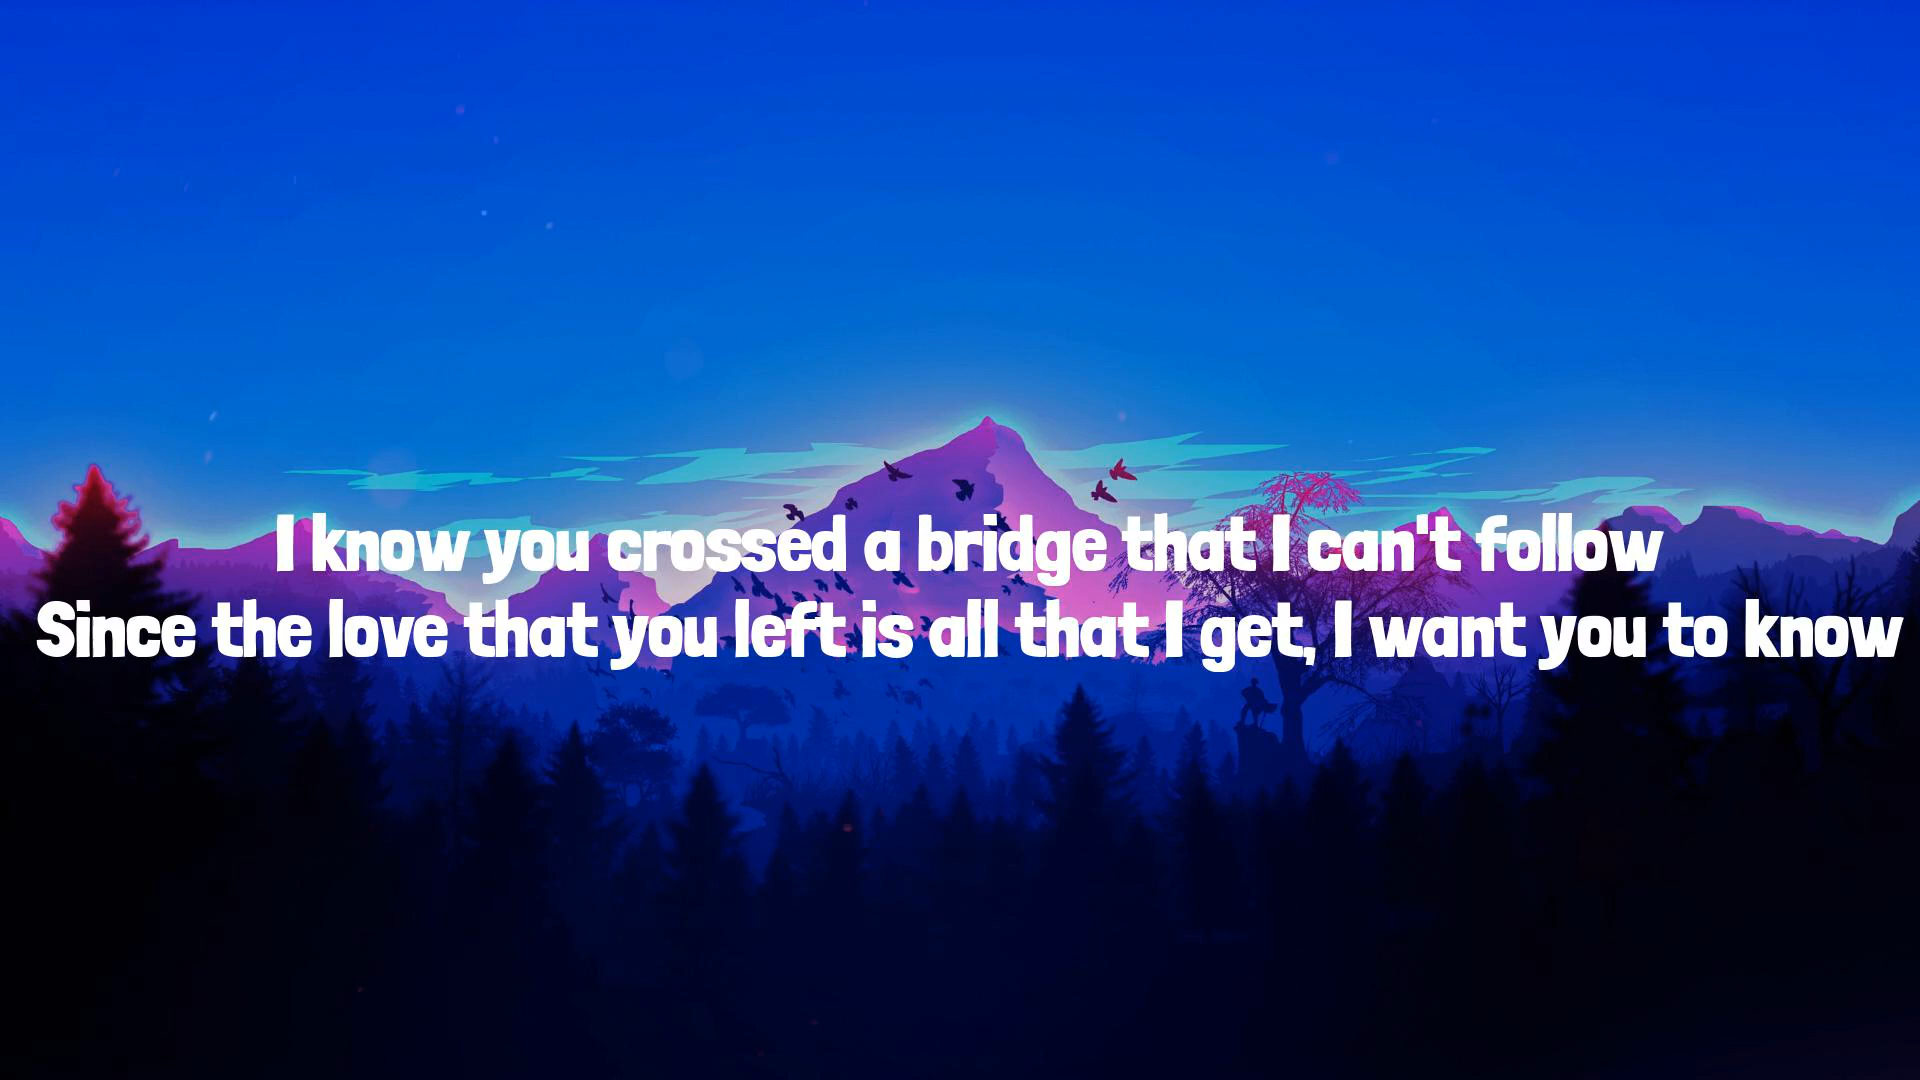 I know you crossed a bridge that I can't follow
Since the love that you left is all that I get, I want you to know